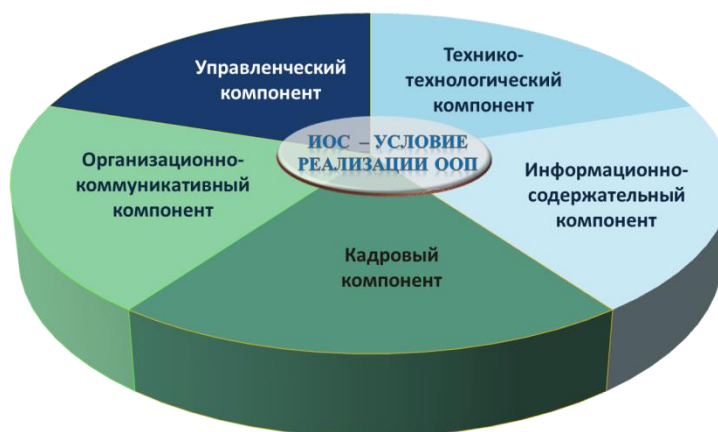 Управленческий
компонент
Технико-
технологический
компонент
ИОС – УСЛОВИЕ
РЕАЛИЗАЦИИ ООП
Организационно-
коммуникативный
компонент
Информационно-
содержательный
компонент
Кадровый
компонент